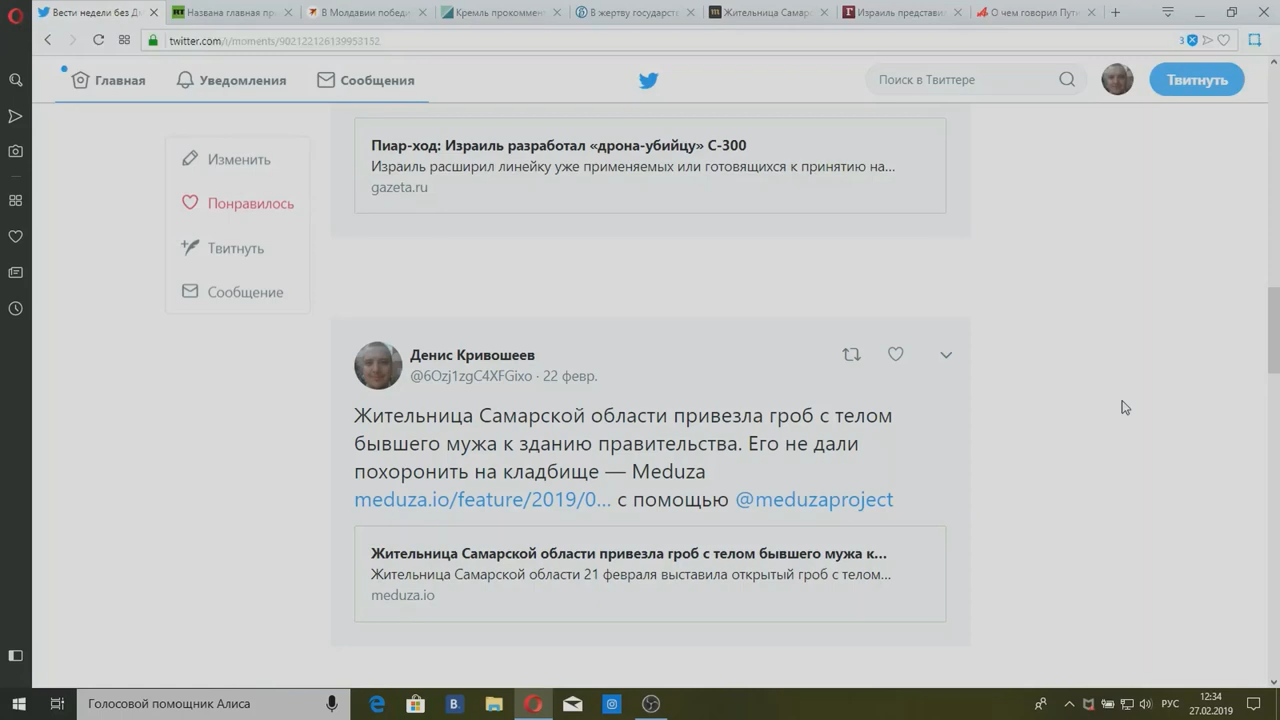 Вести недели без Д
Названа главная пр
В Молдавии победи
Кремль прокоммен
В жертву государст
Жительница Самарс
Израиль представи
О чем говорил Пути
twitter.com/i/moments/902122126139953152
3
Главная
Уведомления
Сообщения
Поиск в Твиттере
Твитнуть
Изменить
Понравилось
Твитнуть
Сообщение
Пиар-ход: Израиль разработал «дрона-убийцу» С-300
Израиль расширил линейку уже применяемых или готовящихся к принятию на...
gazeta.ru
Денис Кривошеев
@6Ozj1zgC4XFGixo · 22 февр.
Жительница Самарской области привезла гроб с телом
бывшего мужа к зданию правительства. Его не дали
похоронить на кладбище — Meduza
meduza.io/feature/2019/0... с помощью @meduzaproject
Жительница Самарской области привезла гроб с телом бывшего мужа к...
Жительница Самарской области 21 февраля выставила открытый гроб с телом...
meduza.io
Голосовой помощник Алиса
РУС
12:34
27.02.2019